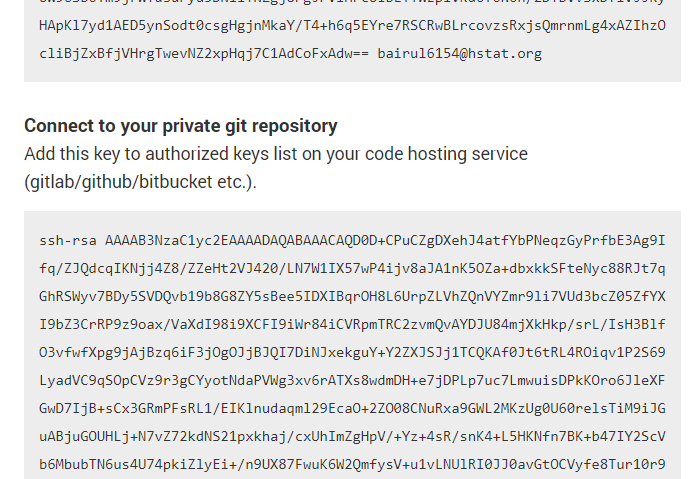 HApKl7yd1AED5ynSodt0csgHgjnMkaY/T4+h6q5EYre7RSCRwBLrcovzsRxjsQmrnmLg4xAZIhzO
cliBjZxBfjVHrgTwevNZ2xpHqj7C1AdCoFxAdw== bairul6154@hstat.org
Connect to your private git repository
Add this key to authorized keys list on your code hosting service
(gitlab/github/bitbucket etc.).
ssh-rsa AAAAB3NzaC1yc2EAAAADAQABAAACAQD0D+CPuCZgDXehJ4atfYbPNeqzGyPrfbE3Ag9I
fq/ZJQdcqIKNjj4Z8/ZZeHt2VJ420/LN7W1IX57wP4ijv8aJA1nK5OZa+dbxkkSFteNyc88RJt7q
GhRSWyv7BDy5SVDQvb19b8G8ZY5sBee5IDXIBqrOH8L6UrpZLVhZQnVYZmr9li7VUd3bcZ05ZfYX
I9bZ3CrRP9z9oax/VaXdI98i9XCFI9iWr84iCVRpmTRC2zvmQvAYDJU84mjXkHkp/srL/IsH3Blf
O3vfwfXpg9jAjBzq6iF3jOgOJjBJQI7DiNJxekguY+Y2ZXJSJj1TCQKAf0Jt6tRL4ROiqv1P2S69
LyadVC9qSOpCVz9r3gCYyotNdaPVWg3xv6rATXs8wdmDH+e7jDPLp7uc7LmwuisDPkKOro6JleXF
GwD7IjB+sCx3GRmPFsRL1/EIKlnudaqml29EcaO+2ZO08CNuRxa9GWL2MKzUg0U60relsTiM9iJG
uABjuGOUHLj+N7vZ72kdNS21pxkhaj/cxUhImZgHpV/+Yz+4sR/snK4+L5HKNfn7BK+b47IY2ScV
b6MbubTN6us4U74pkiZlyEi+/n9UX87FwuK6W2QmfysV+u1vLNUlRI0JJ0avGtOCVyfe8Tur10r9